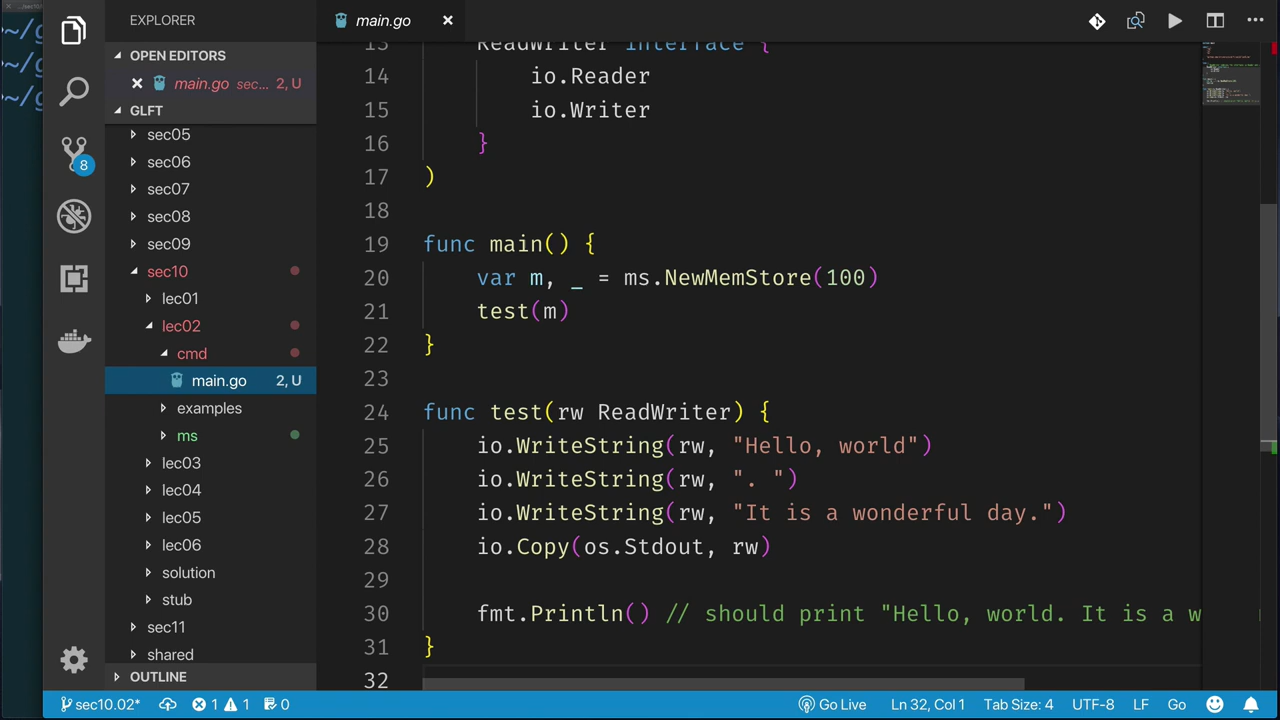 EXPLORER
OPEN EDITORS
main.go sec... 2, U
GLFT
sec05
sec06
sec07
sec08
sec09
sec10
lec01
lec02
cmd
main.go 2, U
examples
ms
lec03
lec04
lec05
lec06
solution
stub
sec11
shared
OUTLINE
8
main.go
13 ReadWriter interface {
14 io.Reader
15 io.Writer
16 }
17 )
18
19 func main() {
20 var m, _ = ms.NewMemStore(100)
21 test(m)
22 }
23
24 func test(rw ReadWriter) {
25 io.WriteString(rw, "Hello, world")
26 io.WriteString(rw, ". ")
27 io.WriteString(rw, "It is a wonderful day.")
28 io.Copy(os.Stdout, rw)
29
30 fmt.Println() // should print "Hello, world. It is a w
31 }
32
sec10.02* 1 1 0 Go Live Ln 32, Col 1 Tab Size: 4 UTF-8 LF Go